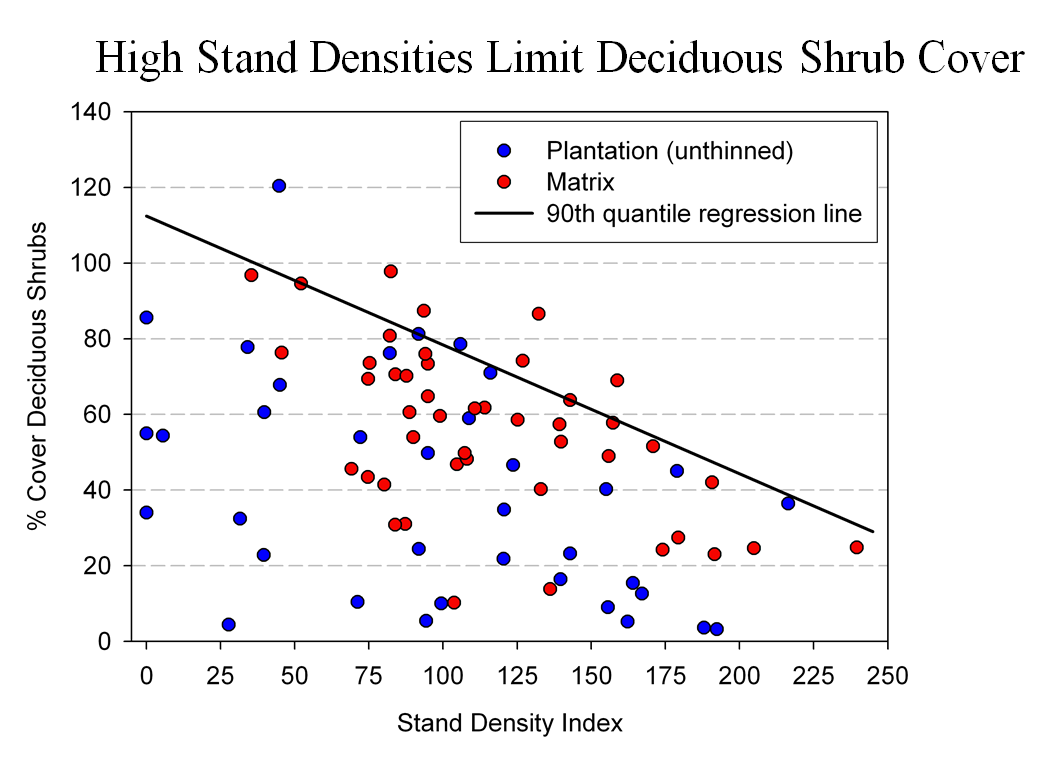 High Stand Densities Limit Deciduous Shrub Cover
140
120
100
80
60
40
20
0
% Cover Deciduous Shrubs
Plantation (unthinned)
Matrix
90th quantile regression line
0 25 50 75 100 125 150 175 200 225 250
Stand Density Index